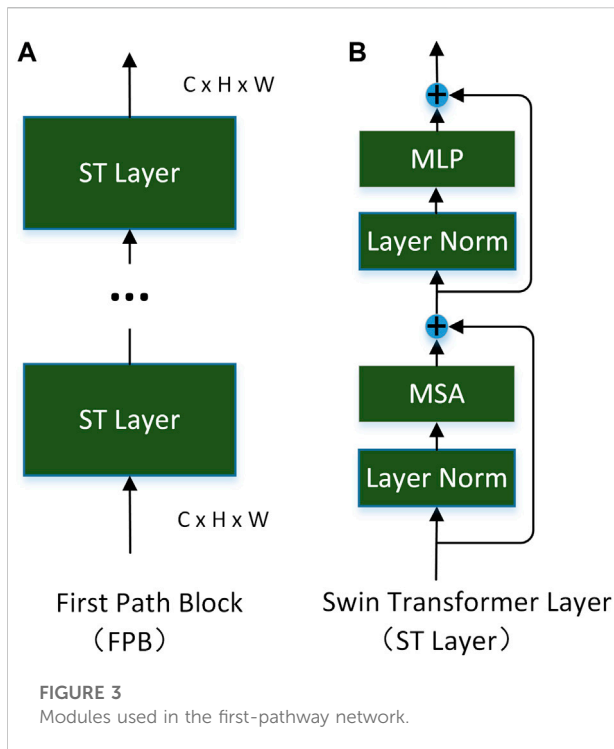 A
C x H x W
ST Layer
...
ST Layer
C x H x W
First Path Block
（FPB）
B
+
MLP
Layer Norm
+
MSA
Layer Norm
Swin Transformer Layer
（ST Layer）
FIGURE 3
Modules used in the first-pathway network.